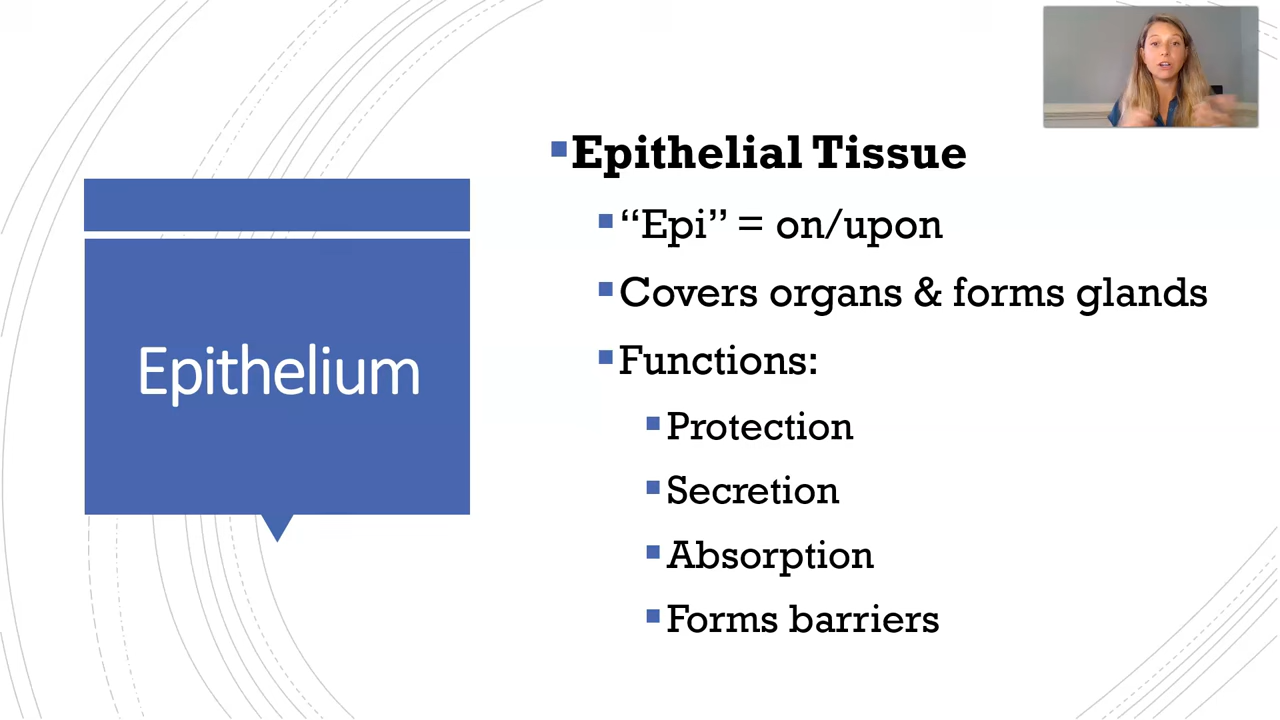 Epithelium
Epithelial Tissue
“Epi” = on/upon
Covers organs & forms glands
Functions:
Protection
Secretion
Absorption
Forms barriers